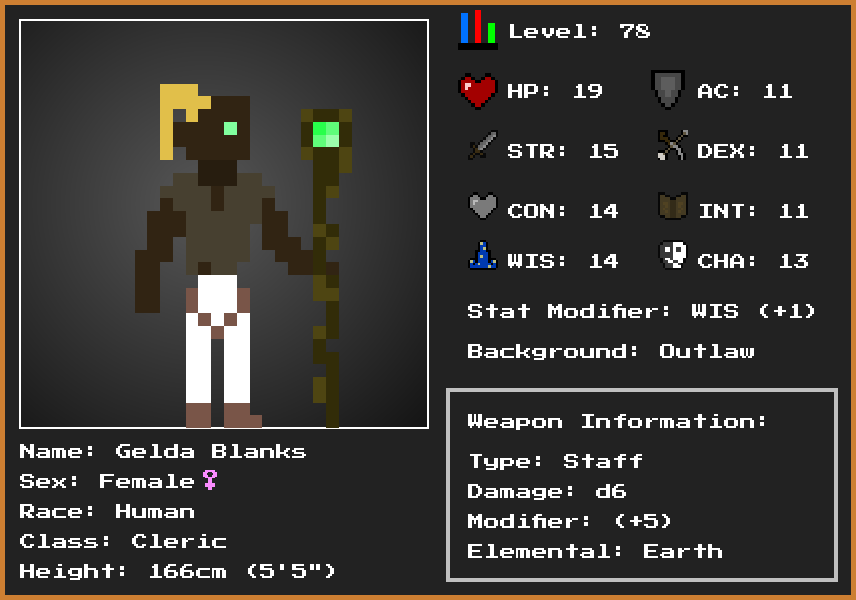 Level: 78
HP: 19
AC: 11
STR: 15
DEX: 11
CON: 14
INT: 11
WIS: 14
CHA: 13
Stat Modifier: WIS (+1)
Background: Outlaw
Weapon Information:
Type: Staff
Damage: d6
Modifier: (+5)
Elemental: Earth
Name: Gelda Blanks
Sex: Female♀
Race: Human
Class: Cleric
Height: 166cm (5'5")